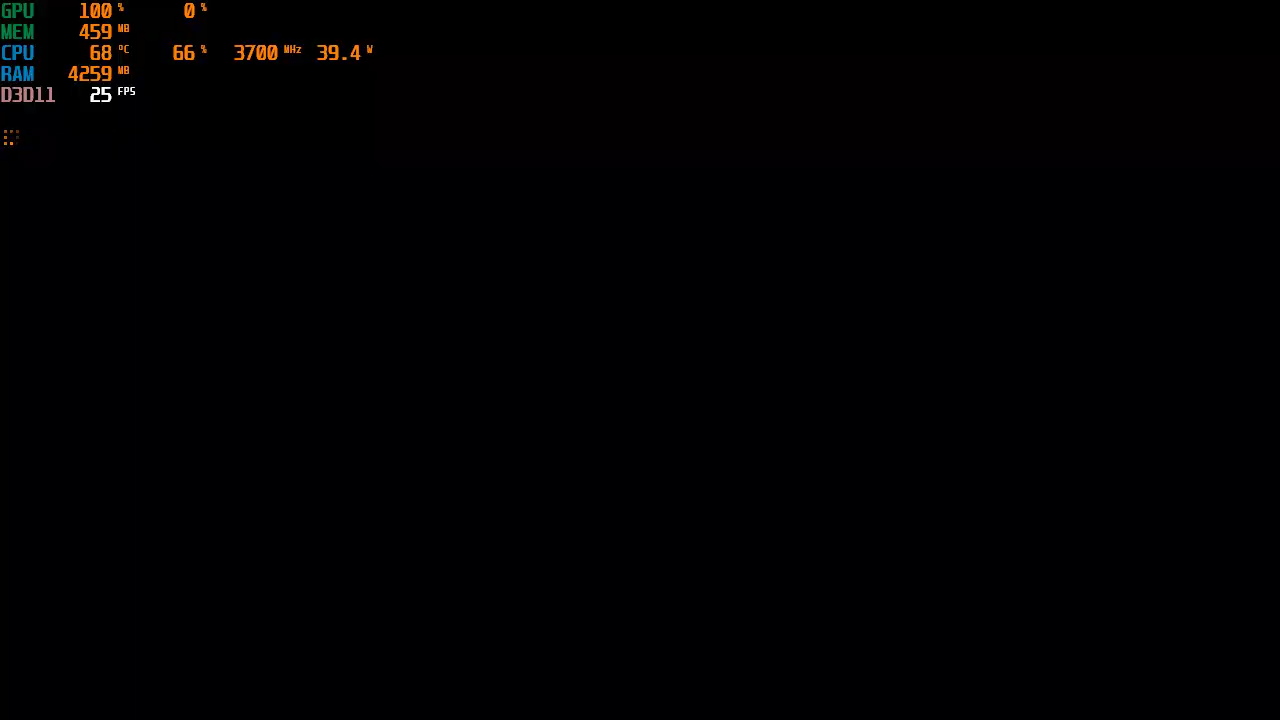 GPU 100 % 0 %
MEM 459 MB
CPU 68 °C 66 % 3700 MHz 39.4 W
RAM 4259 MB
D3D11 25 FPS